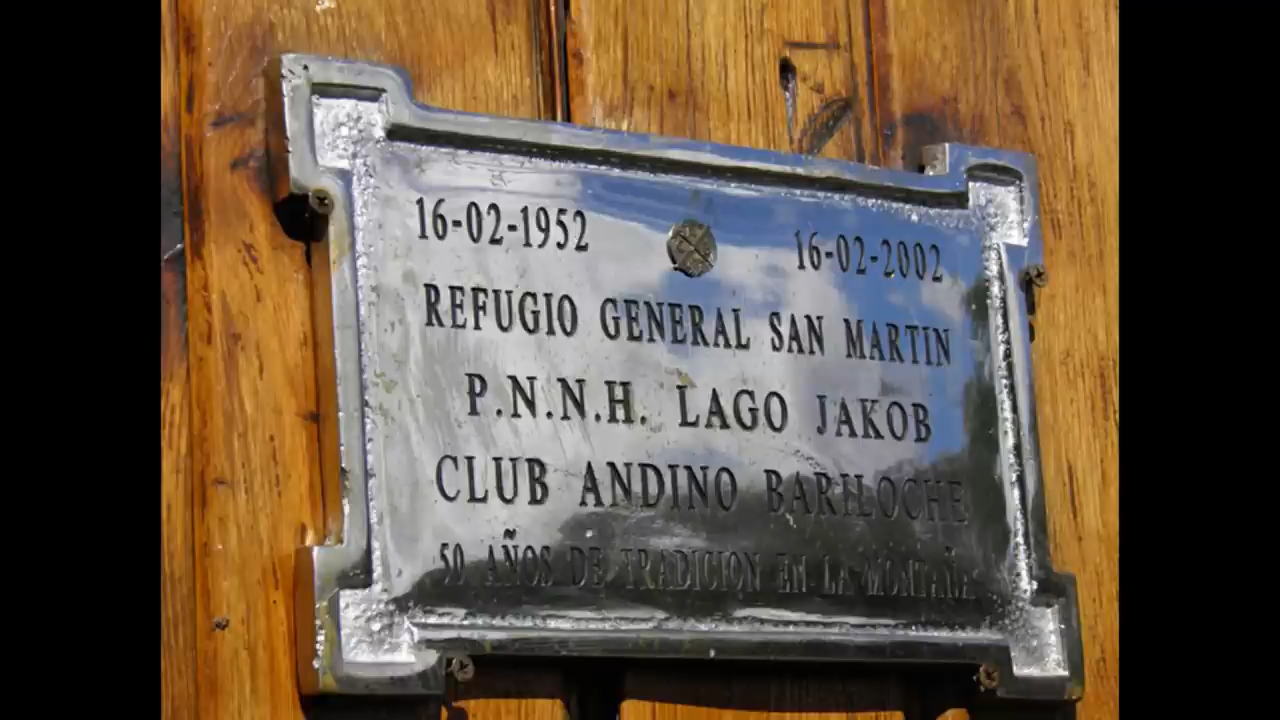 16-02-1952 16-02-2002
REFUGIO GENERAL SAN MARTIN
P.N.N.H. LAGO JAKOB
CLUB ANDINO BARILOCHE
50 AÑOS DE TRADICION EN LA MONTAÑA